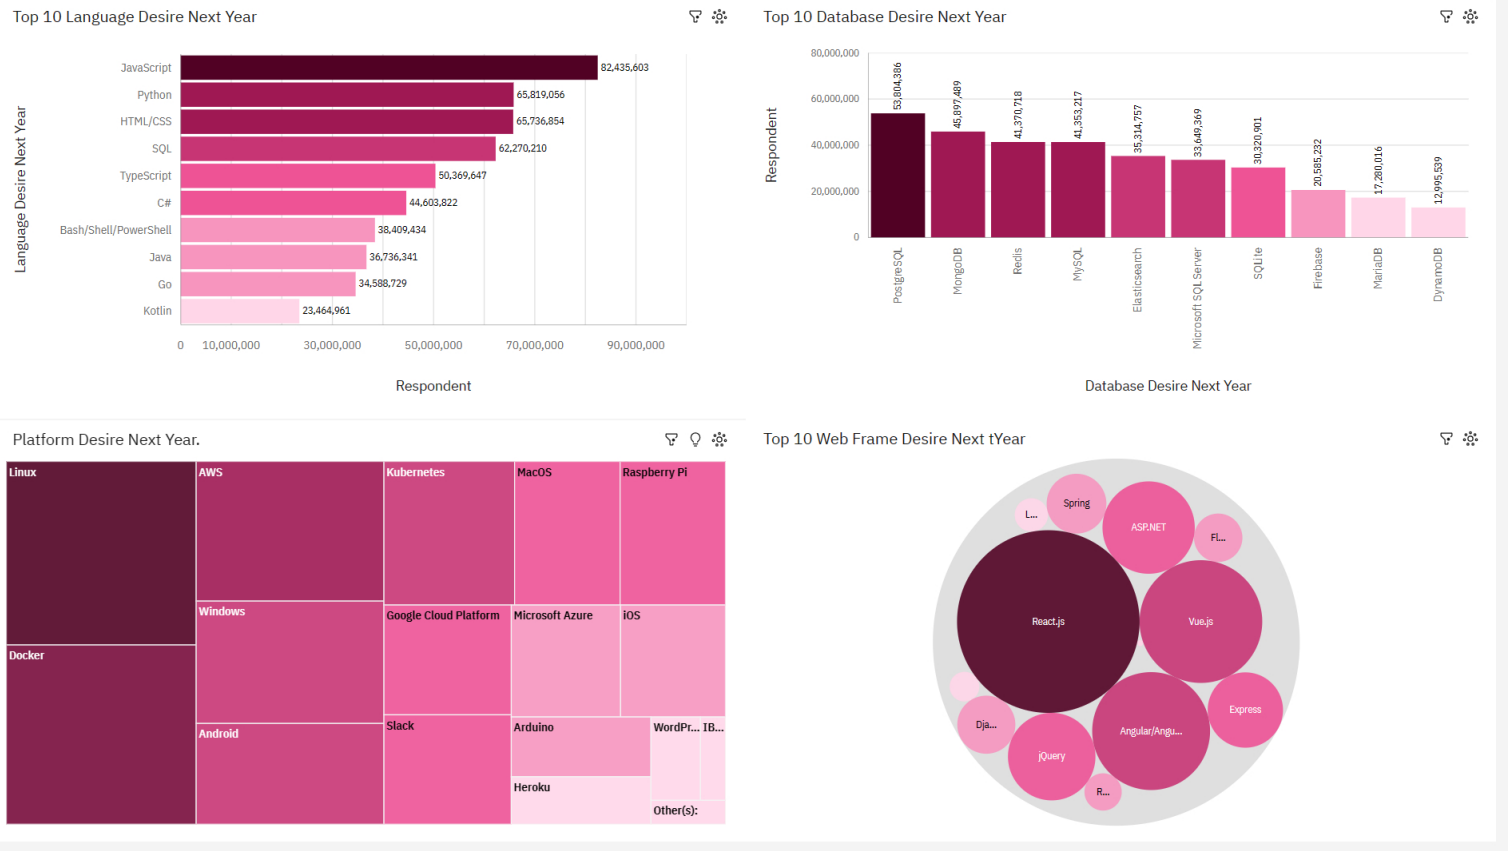 Top 10 Language Desire Next Year
Language Desire Next Year
JavaScript 82,435,603
Python 65,819,056
HTML/CSS 65,736,854
SQL 62,270,210
TypeScript 50,369,647
C# 44,603,822
Bash/Shell/PowerShell 38,409,434
Java 36,736,341
Go 34,588,729
Kotlin 23,464,961
0 10,000,000 30,000,000 50,000,000 70,000,000 90,000,000
Respondent
Top 10 Database Desire Next Year
Respondent
80,000,000
60,000,000
40,000,000
20,000,000
0
53,804,386
45,897,489
41,370,718
41,353,217
35,314,757
33,649,369
30,320,901
20,585,232
17,280,016
12,995,539
PostgreSQL
MongoDB
Redis
MySQL
Elasticsearch
Microsoft SQL Server
SQLite
Firebase
MariaDB
DynamoDB
Database Desire Next Year
Platform Desire Next Year.
Linux
Docker
AWS
Windows
Android
Kubernetes
MacOS
Raspberry Pi
Google Cloud Platform
Microsoft Azure
iOS
Slack
Arduino
WordPr...
IB...
Heroku
Other(s):
Top 10 Web Frame Desire Next tYear
L...
Spring
ASP.NET
Fl...
React.js
Vue.js
Express
Dja...
jQuery
Angular/Angu...
R...